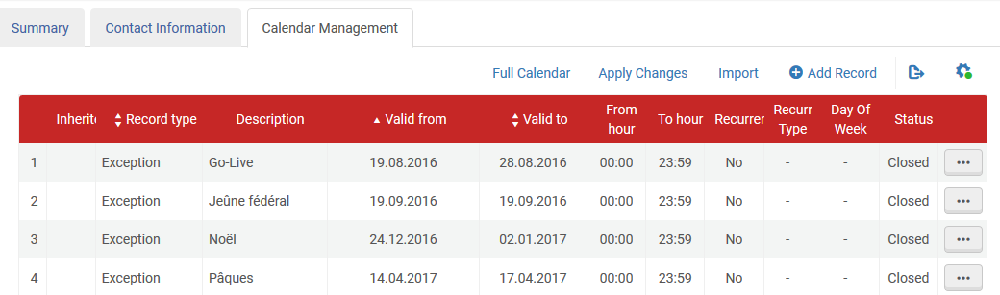 Summary Contact Information Calendar Management
Full Calendar Apply Changes Import Add Record
Inherite Record type Description Valid from Valid to From hour To hour Recurren Recurr Type Day Of Week Status
1 Exception Go-Live 19.08.2016 28.08.2016 00:00 23:59 No - - Closed ...
2 Exception Jeûne fédéral 19.09.2016 19.09.2016 00:00 23:59 No - - Closed ...
3 Exception Noël 24.12.2016 02.01.2017 00:00 23:59 No - - Closed ...
4 Exception Pâques 14.04.2017 17.04.2017 00:00 23:59 No - - Closed ...